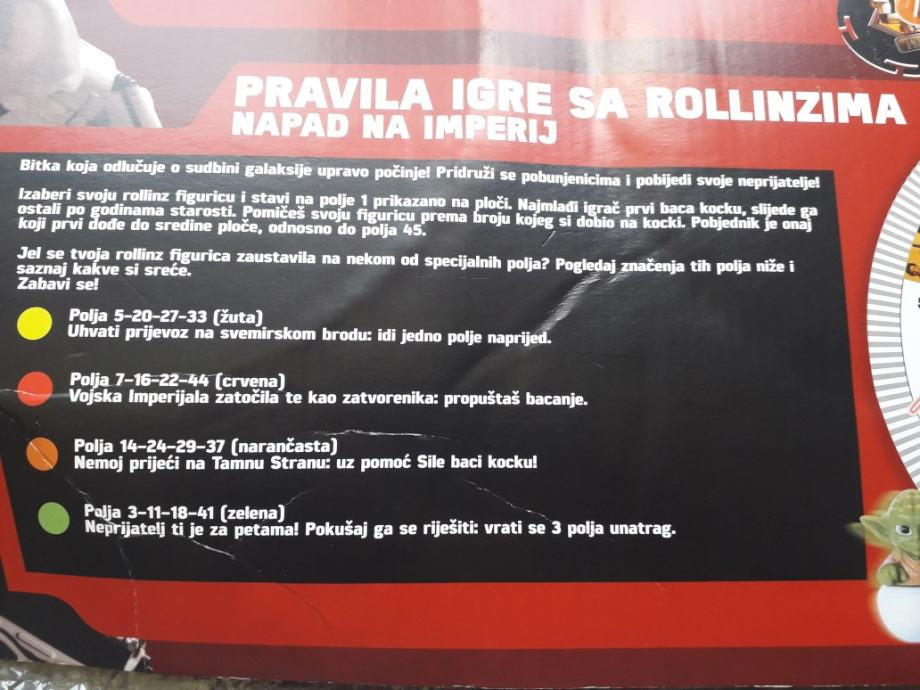 PRAVILA IGRE SA ROLLINZIMA
NAPAD NA IMPERIJ
Bitka koja odlučuje o sudbini galaksije upravo počinje! Pridruži se pobunjenicima i pobijedi svoje neprijatelje!
Izaberi svoju rollinz figuricu i stavi na polje 1 prikazano na ploči. Najmlađi igrač prvi baca kocku, slijede ga
ostali po godinama starosti. Pomičeš svoju figuricu prema broju kojeg si dobio na kocki. Pobjednik je onaj
koji prvi dođe do sredine ploče, odnosno do polja 45.
Jel se tvoja rollinz figurica zaustavila na nekom od specijalnih polja? Pogledaj značenja tih polja niže i
saznaj kakve si sreće.
Zabavi se!
Polja 5-20-27-33 (žuta)
Uhvati prijevoz na svemirskom brodu: idi jedno polje naprijed.
Polja 7-16-22-44 (crvena)
Vojska Imperijala zatočila te kao zatvorenika: propuštaš bacanje.
Polja 14-24-29-37 (narančasta)
Nemoj prijeći na Tamnu Stranu: uz pomoć Sile baci kocku!
Polja 3-11-18-41 (zelena)
Neprijatelj ti je za petama! Pokušaj ga se riješiti: vrati se 3 polja unatrag.